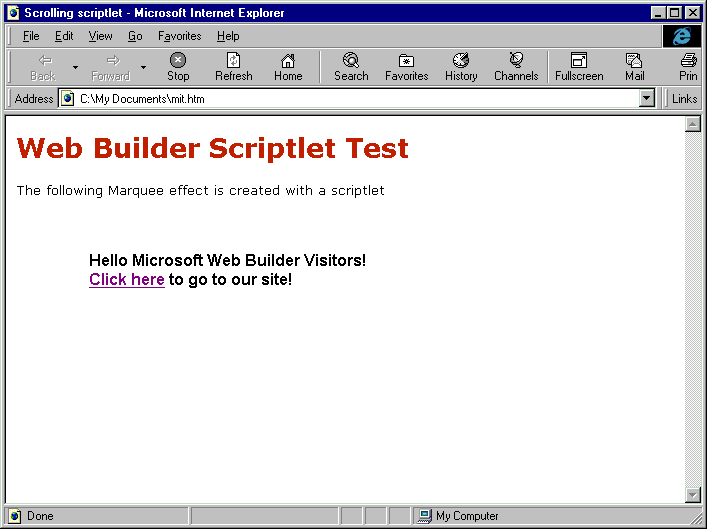 Scrolling scriptlet - Microsoft Internet Explorer
File Edit View Go Favorites Help
Back Forward Stop Refresh Home Search Favorites History Channels Fullscreen Mail Prin
Address C:\My Documents\mit.htm Links
Web Builder Scriptlet Test
The following Marquee effect is created with a scriptlet
Hello Microsoft Web Builder Visitors!
Click here to go to our site!
Done My Computer